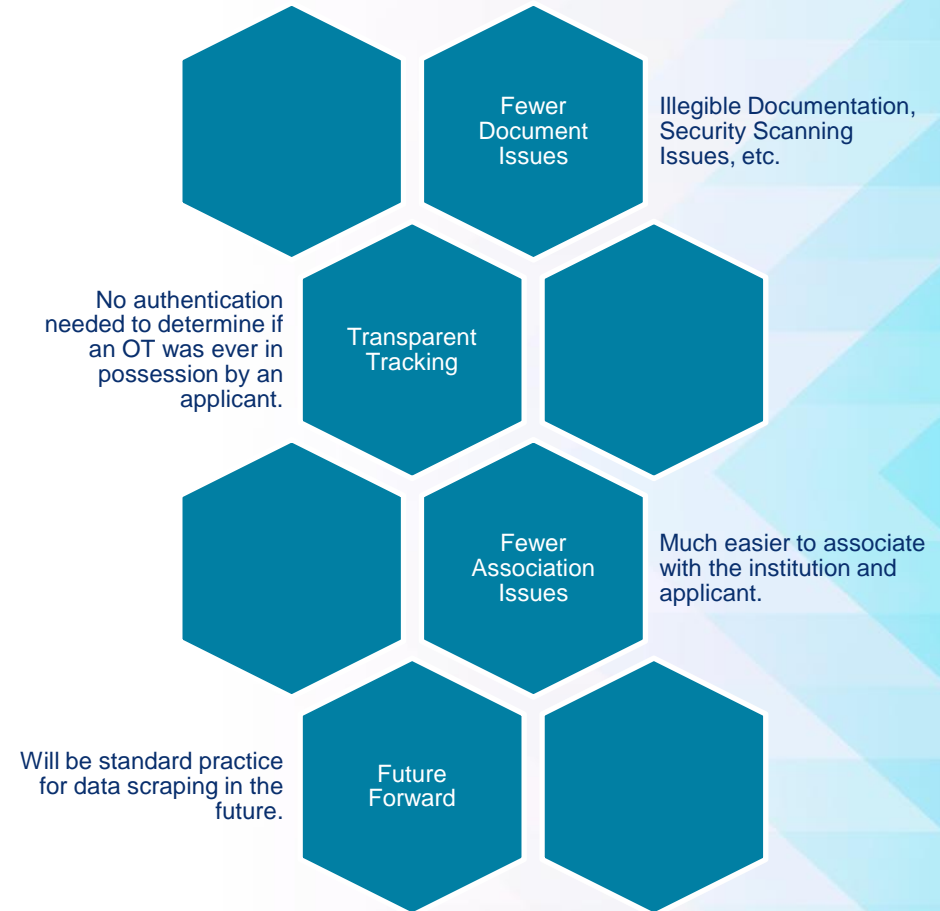 Fewer
Document
Issues
Illegible Documentation,
Security Scanning
Issues, etc.
No authentication
needed to determine if
an OT was ever in
possession by an
applicant.
Transparent
Tracking
Fewer
Association
Issues
Much easier to associate
with the institution and
applicant.
Will be standard practice
for data scraping in the
future.
Future
Forward